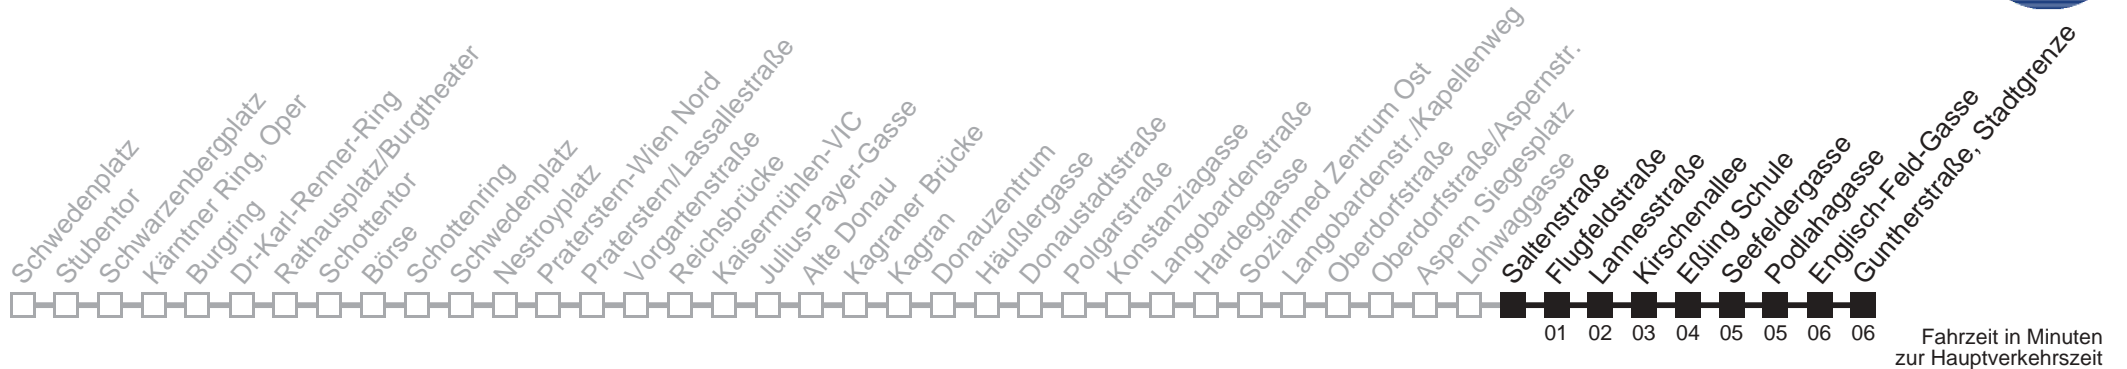 Schwedenplatz
Stubentor
Schwarzenbergplatz
Kärntner Ring, Oper
Burgring
Dr-Karl-Renner-Ring
Rathausplatz/Burgtheater
Schottentor
Börse
Schottenring
Schwedenplatz
Nestroyplatz
Praterstern-Wien Nord
Praterstern/Lassallestraße
Vorgartenstraße
Reichsbrücke
Kaisermühlen-VIC
Julius-Payer-Gasse
Alte Donau
Kagraner Brücke
Kagran
Donauzentrum
Häußlergasse
Donaustadtstraße
Polgarstraße
Konstanziagasse
Langobardenstraße
Hardeggasse
Sozialmed Zentrum Ost
Langobardenstr./Kapellenweg
Oberdorfstraße
Oberdorfstraße/Aspernstr.
Aspern Siegesplatz
Lohwaggasse
Saltenstraße
Flugfeldstraße
Lannesstraße
Kirschenallee
Eßling Schule
Seefeldergasse
Podlahagasse
Englisch-Feld-Gasse
Guntherstraße, Stadtgrenze
01 02 03 04 05 05 06 06
Fahrzeit in Minuten
zur Hauptverkehrszeit